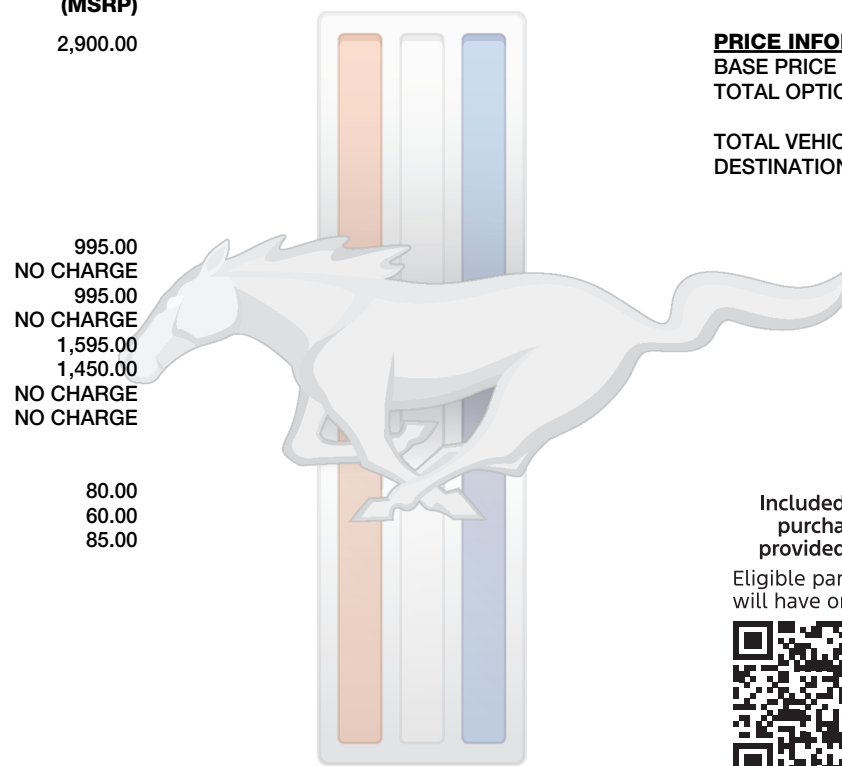 (MSRP)
2,900.00
995.00
NO CHARGE
995.00
NO CHARGE
1,595.00
1,450.00
NO CHARGE
NO CHARGE
80.00
60.00
85.00
PRICE INFO
BASE PRICE
TOTAL OPTIO
TOTAL VEHIC
DESTINATION
Included
purcha
provided
Eligible par
will have o